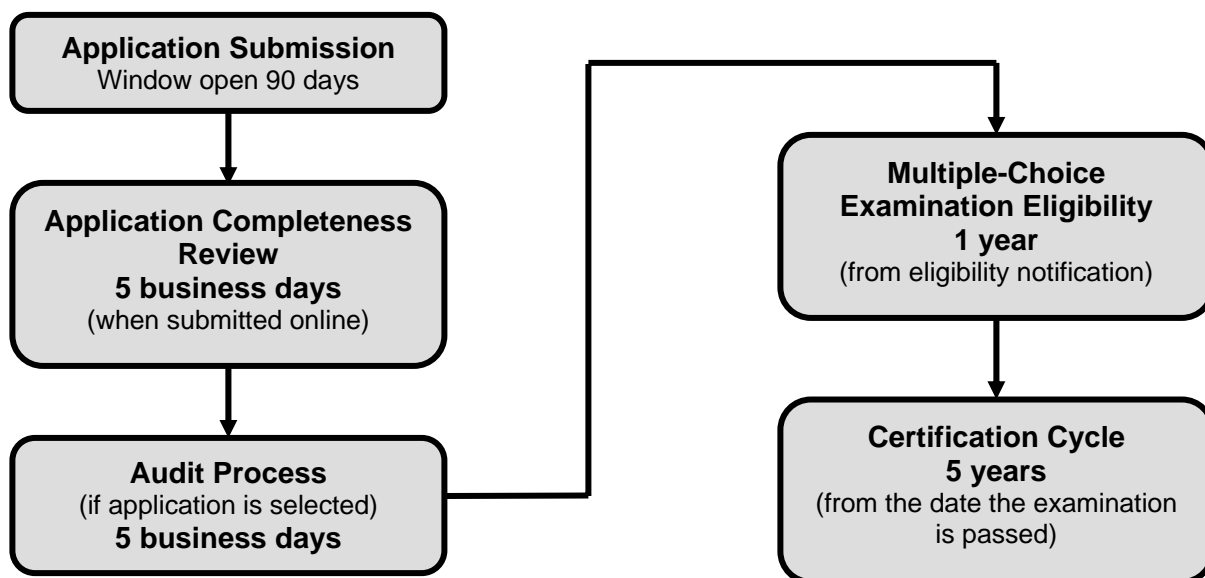 Application Submission
Window open 90 days
Application Completeness
Review
5 business days
(when submitted online)
Audit Process
(if application is selected)
5 business days
Multiple-Choice
Examination Eligibility
1 year
(from eligibility notification)
Certification Cycle
5 years
(from the date the examination
is passed)